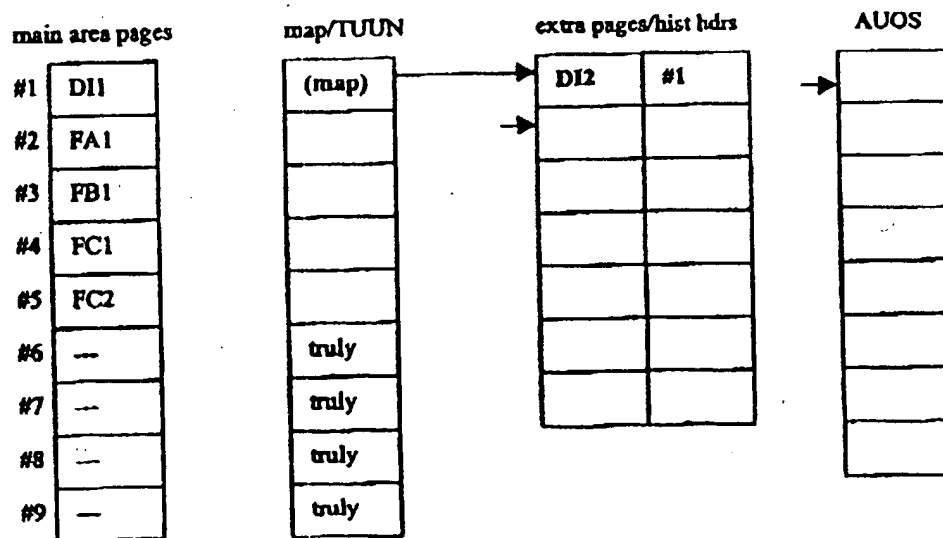 main area pages map/TUUN extra pages/hist hdrs AUOS
#1 DI1 (map) DI2 #1
#2 FA1
#3 FB1
#4 FC1
#5 FC2
#6 — truly
#7 — truly
#8 — truly
#9 — truly